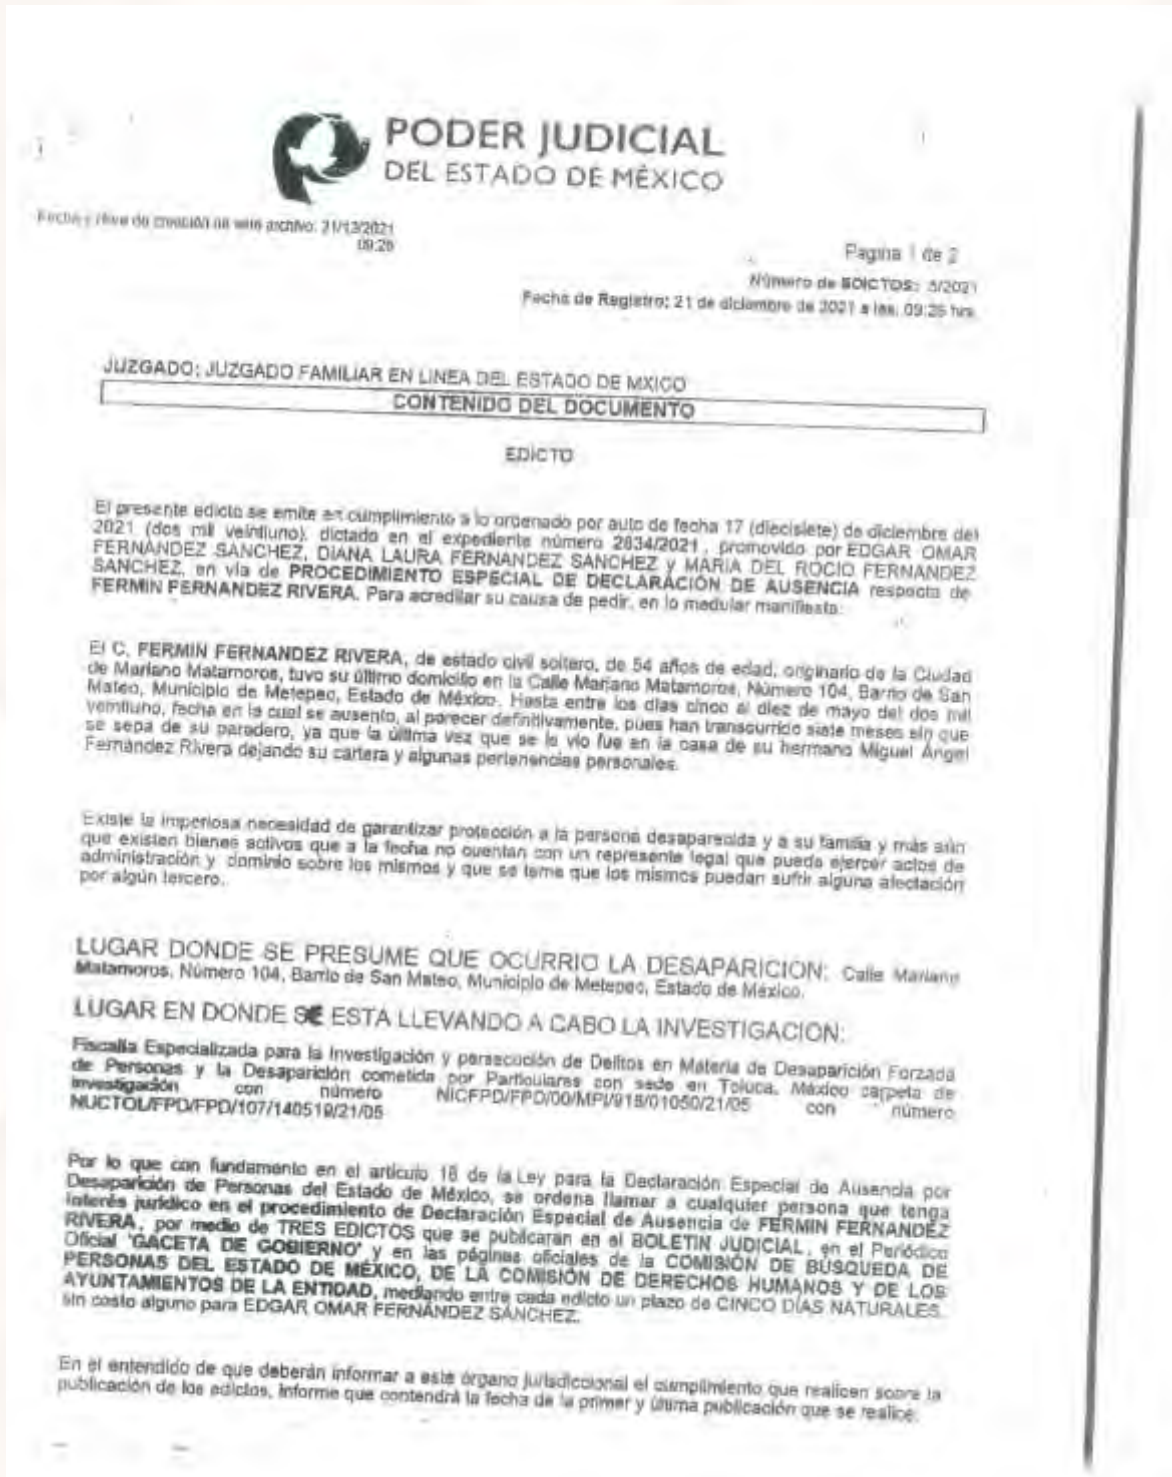 PODER JUDICIAL
DEL ESTADO DE MÉXICO
Fecha y clave de creación de este archivo: 21/13/2021
09:26
Pagina 1 de 2
Número de EDICTOS: 5/2021
Fecha de Registro: 21 de diciembre de 2021 a las: 09:26 hrs
JUZGADO: JUZGADO FAMILIAR EN LINEA DEL ESTADO DE MXICO
CONTENIDO DEL DOCUMENTO
EDICTO
El presente edicto se emite en cumplimiento a lo ordenado por auto de fecha 17 (diecisiete) de diciembre del
2021 (dos mil veintiuno), dictado en el expediente número 2834/2021, promovido por EDGAR OMAR
FERNÁNDEZ SANCHEZ, DIANA LAURA FERNANDEZ SANCHEZ y MARIA DEL ROCIO FERNANDEZ
SANCHEZ, en vía de PROCEDIMIENTO ESPECIAL DE DECLARACIÓN DE AUSENCIA respecto de
FERMIN FERNANDEZ RIVERA. Para acreditar su causa de pedir, en lo medular manifiesta:
El C. FERMIN FERNANDEZ RIVERA, de estado civil soltero, de 54 años de edad, originario de la Ciudad
de Mariano Matamoros, tuvo su último domicilio en la Calle Mariano Matamoros, Número 104, Barrio de San
Mateo, Municipio de Metepec, Estado de México. Hasta entre los días cinco al diez de mayo del dos mil
veintiuno, fecha en la cual se ausento, al parecer definitivamente, pues han transcurrido siete meses sin que
se sepa de su paradero, ya que la última vez que se lo vio fue en la casa de su hermano Miguel Ángel
Fernández Rivera dejando su cartera y algunas pertenencias personales.
Existe la imperiosa necesidad de garantizar protección a la persona desaparecida y a su familia y más aún
que existen bienes activos que a la fecha no cuentan con un represente legal que pueda ejercer actos de
administración y dominio sobre los mismos y que se teme que los mismos puedan sufrir alguna afectación
por algún tercero.
LUGAR DONDE SE PRESUME QUE OCURRIO LA DESAPARICION: Calle Mariano
Matamoros, Número 104, Barrio de San Mateo, Municipio de Metepec, Estado de México.
LUGAR EN DONDE SE ESTA LLEVANDO A CABO LA INVESTIGACION:
Fiscalía Especializada para la Investigación y persecución de Delitos en Materia de Desaparición Forzada
de Personas y la Desaparición cometida por Particulares con sede en Toluca, México carpeta de
investigación con número NICFPD/FPD/00/MPI/918/01050/21/05 con número
NUCTOL/FPD/FPD/107/140519/21/05
Por lo que con fundamento en el artículo 18 de la Ley para la Declaración Especial de Ausencia por
Desaparición de Personas del Estado de México, se ordena llamar a cualquier persona que tenga
interés jurídico en el procedimiento de Declaración Especial de Ausencia de FERMIN FERNANDEZ
RIVERA, por medio de TRES EDICTOS que se publicarán en el BOLETIN JUDICIAL, en el Periódico
Oficial "GACETA DE GOBIERNO" y en las páginas oficiales de la COMISIÓN DE BÚSQUEDA DE
PERSONAS DEL ESTADO DE MÉXICO, DE LA COMISIÓN DE DERECHOS HUMANOS Y DE LOS
AYUNTAMIENTOS DE LA ENTIDAD, mediando entre cada edicto un plazo de CINCO DÍAS NATURALES.
sin costo alguno para EDGAR OMAR FERNÁNDEZ SÁNCHEZ.
En el entendido de que deberán informar a este órgano jurisdiccional el cumplimiento que realicen sobre la
publicación de los edictos, informe que contendrá la fecha de la primer y última publicación que se realice.